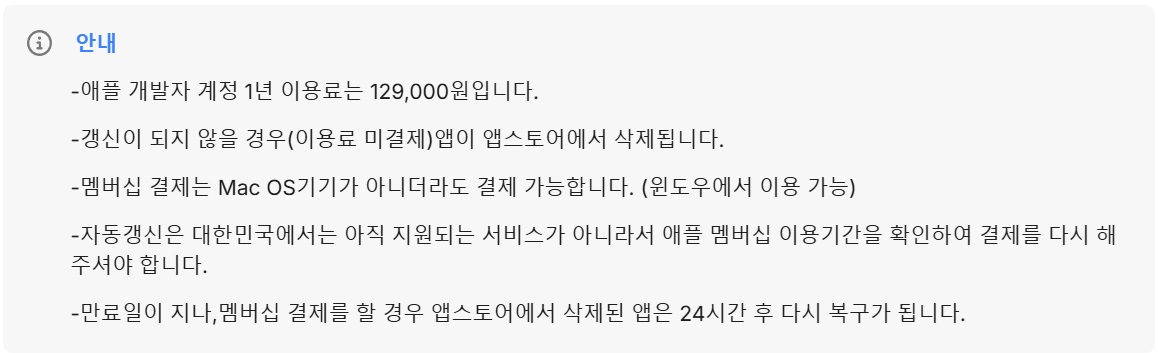 안내
-애플 개발자 계정 1년 이용료는 129,000원입니다.
-갱신이 되지 않을 경우(이용료 미결제)앱이 앱스토어에서 삭제됩니다.
-멤버십 결제는 Mac OS기기가 아니더라도 결제 가능합니다. (윈도우에서 이용 가능)
-자동갱신은 대한민국에서는 아직 지원되는 서비스가 아니라서 애플 멤버십 이용기간을 확인하여 결제를 다시 해
주셔야 합니다.
-만료일이 지나,멤버십 결제를 할 경우 앱스토어에서 삭제된 앱은 24시간 후 다시 복구가 됩니다.